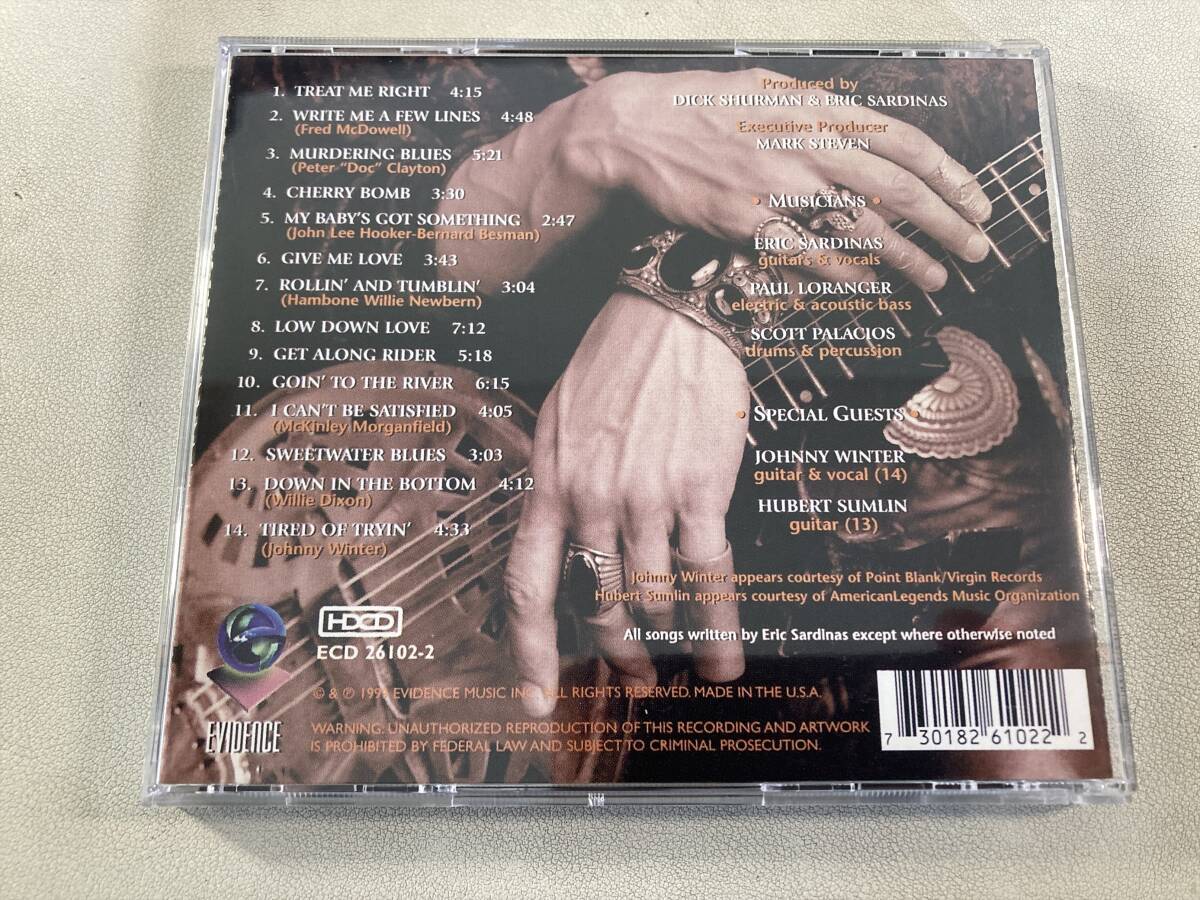 1. TREAT ME RIGHT 4:15
2. WRITE ME A FEW LINES 4:48
(Fred McDowell)
3. MURDERING BLUES 5:21
(Peter "Doc" Clayton)
4. CHERRY BOMB 3:30
5. MY BABY'S GOT SOMETHING 2:47
(John Lee Hooker-Bernard Besman)
6. GIVE ME LOVE 3:43
7. ROLLIN' AND TUMBLIN' 3:04
(Hambone Willie Newbern)
8. LOW DOWN LOVE 7:12
9. GET ALONG RIDER 5:18
10. GOIN' TO THE RIVER 6:15
11. I CAN'T BE SATISFIED 4:05
(McKinley Morganfield)
12. SWEETWATER BLUES 3:03
13. DOWN IN THE BOTTOM 4:12
(Willie Dixon)
14. TIRED OF TRYIN' 4:33
(Johnny Winter)
Produced by
DICK SHURMAN & ERIC SARDINAS
Executive Producer
MARK STEVEN
• MUSICIANS •
ERIC SARDINAS
guitars & vocals
PAUL LORANGER
electric & acoustic bass
SCOTT PALACIOS
drums & percussion
• SPECIAL GUESTS •
JOHNNY WINTER
guitar & vocal (14)
HUBERT SUMLIN
guitar (13)
Johnny Winter appears courtesy of Point Blank/Virgin Records
Hubert Sumlin appears courtesy of AmericanLegends Music Organization
All songs written by Eric Sardinas except where otherwise noted
HDCD
ECD 26102-2
EVIDENCE
© & ℗ EVIDENCE MUSIC INC. ALL RIGHTS RESERVED. MADE IN THE U.S.A.
WARNING: UNAUTHORIZED REPRODUCTION OF THIS RECORDING AND ARTWORK
IS PROHIBITED BY FEDERAL LAW AND SUBJECT TO CRIMINAL PROSECUTION.
7 30182 61022 2